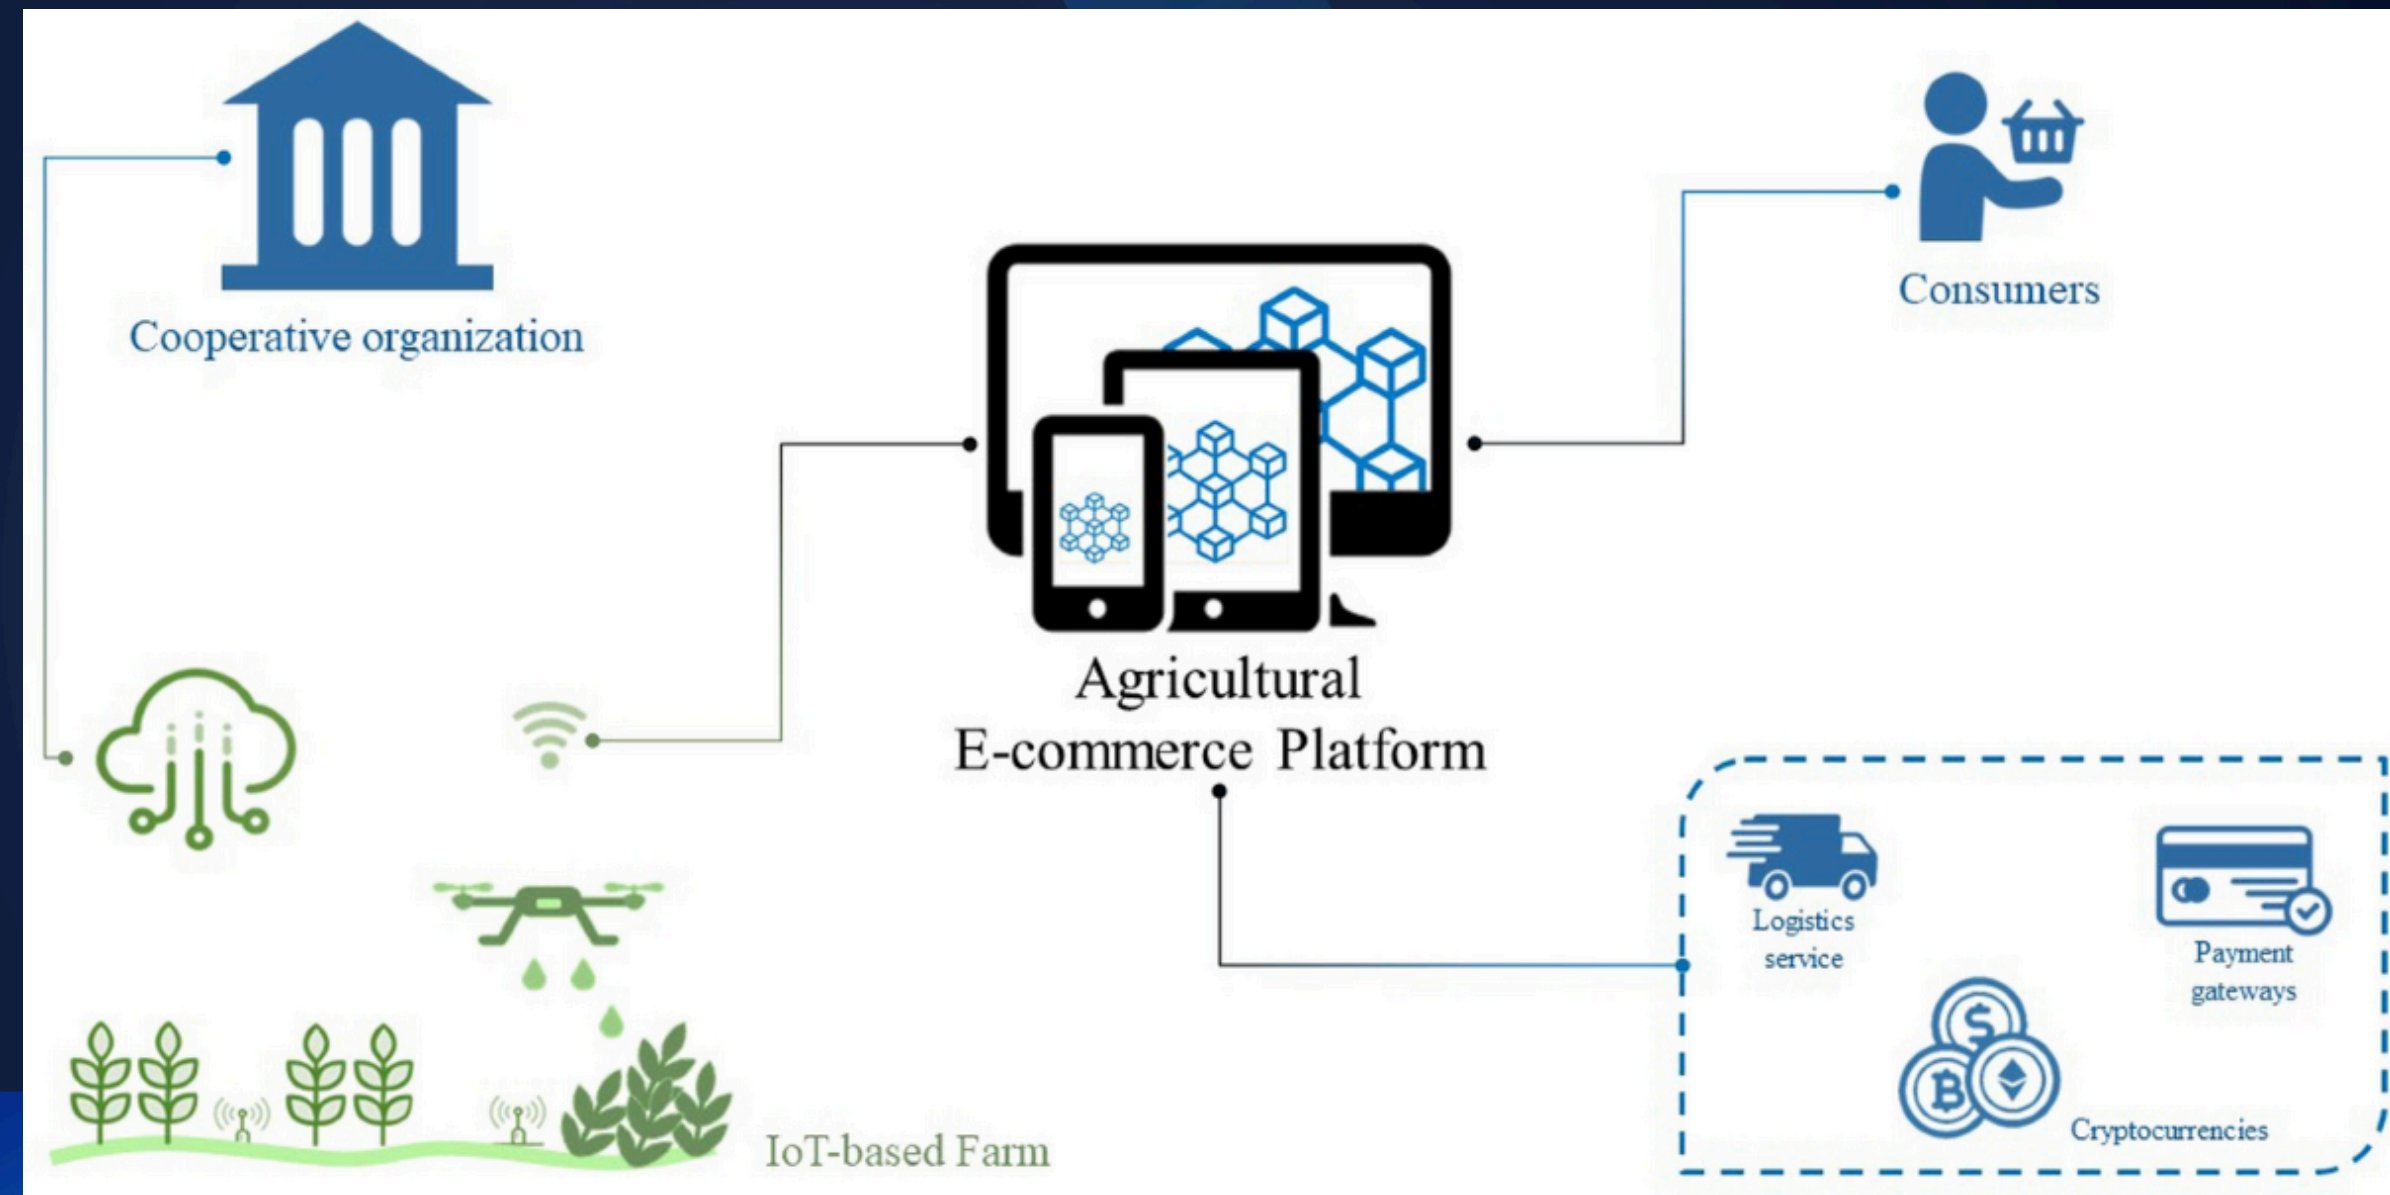 Cooperative organization
Consumers
Agricultural
E-commerce Platform
Logistics
service
Payment
gateways
Cryptocurrencies
IoT-based Farm